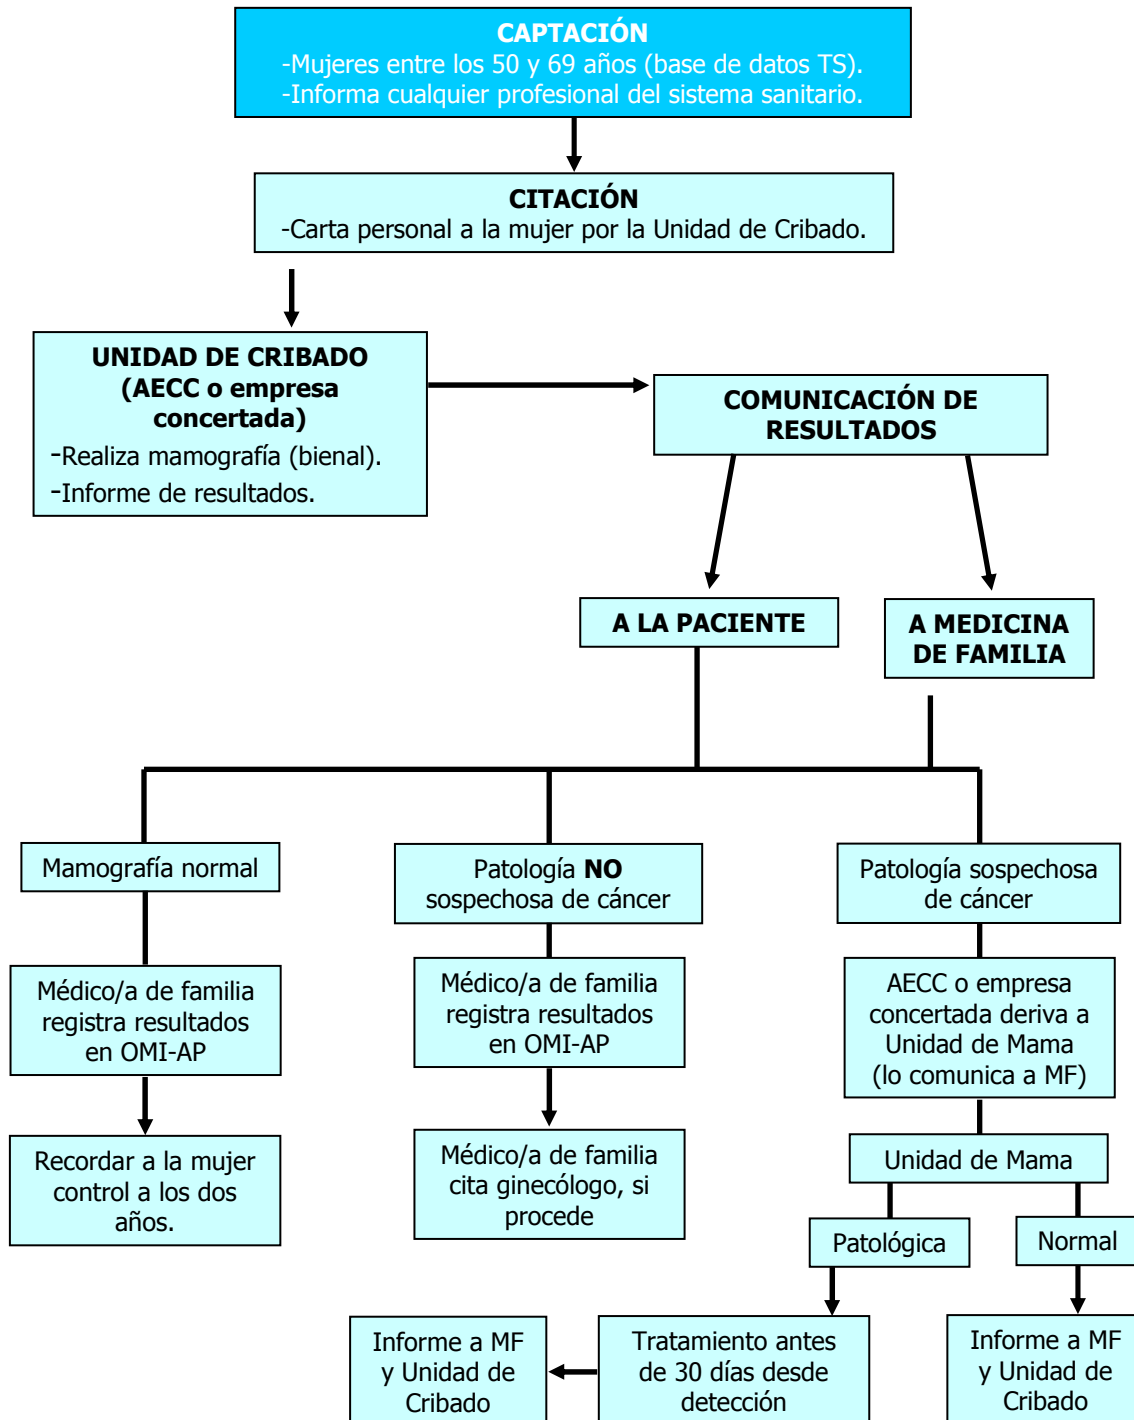 CAPTACIÓN
-Mujeres entre los 50 y 69 años (base de datos TS).
-Informa cualquier profesional del sistema sanitario.
CITACIÓN
-Carta personal a la mujer por la Unidad de Cribado.
UNIDAD DE CRIBADO
(AECC o empresa
concertada)
-Realiza mamografía (bienal).
-Informe de resultados.
COMUNICACIÓN DE
RESULTADOS
A LA PACIENTE
A MEDICINA
DE FAMILIA
Mamografía normal
Patología NO
sospechosa de cáncer
Patología sospechosa
de cáncer
Médico/a de familia
registra resultados
en OMI-AP
Médico/a de familia
registra resultados
en OMI-AP
AECC o empresa
concertada deriva a
Unidad de Mama
(lo comunica a MF)
Recordar a la mujer
control a los dos
años.
Médico/a de familia
cita ginecólogo, si
procede
Unidad de Mama
Patológica
Normal
Informe a MF
y Unidad de
Cribado
Tratamiento antes
de 30 días desde
detección
Informe a MF
y Unidad de
Cribado